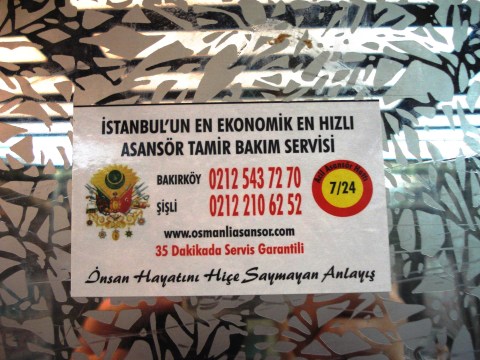 İSTANBUL'UN EN EKONOMİK EN HIZLI
ASANSÖR TAMİR BAKIM SERVİSİ
BAKIRKÖY 0212 543 72 70
ŞİŞLİ 0212 210 62 52
7/24
www.osmanliasansor.com
35 Dakikada Servis Garantili
İnsan Hayatını Hiçe Saymayan Anlayış